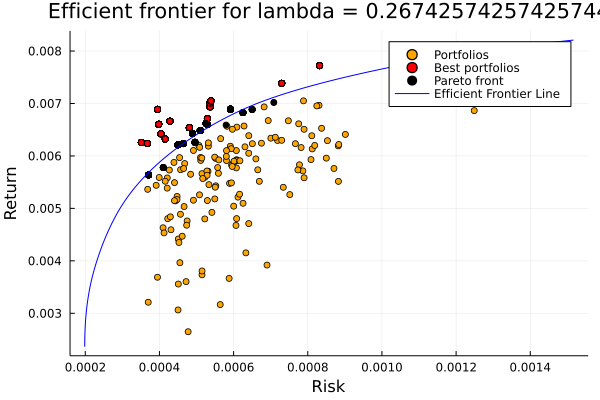 Efficient frontier for lambda = 0.26742574257425744
0.008
0.007
0.006
0.005
0.004
0.003
Return
Portfolios
Best portfolios
Pareto front
Efficient Frontier Line
0.0002
0.0004
0.0006
0.0008
0.0010
0.0012
0.0014
Risk